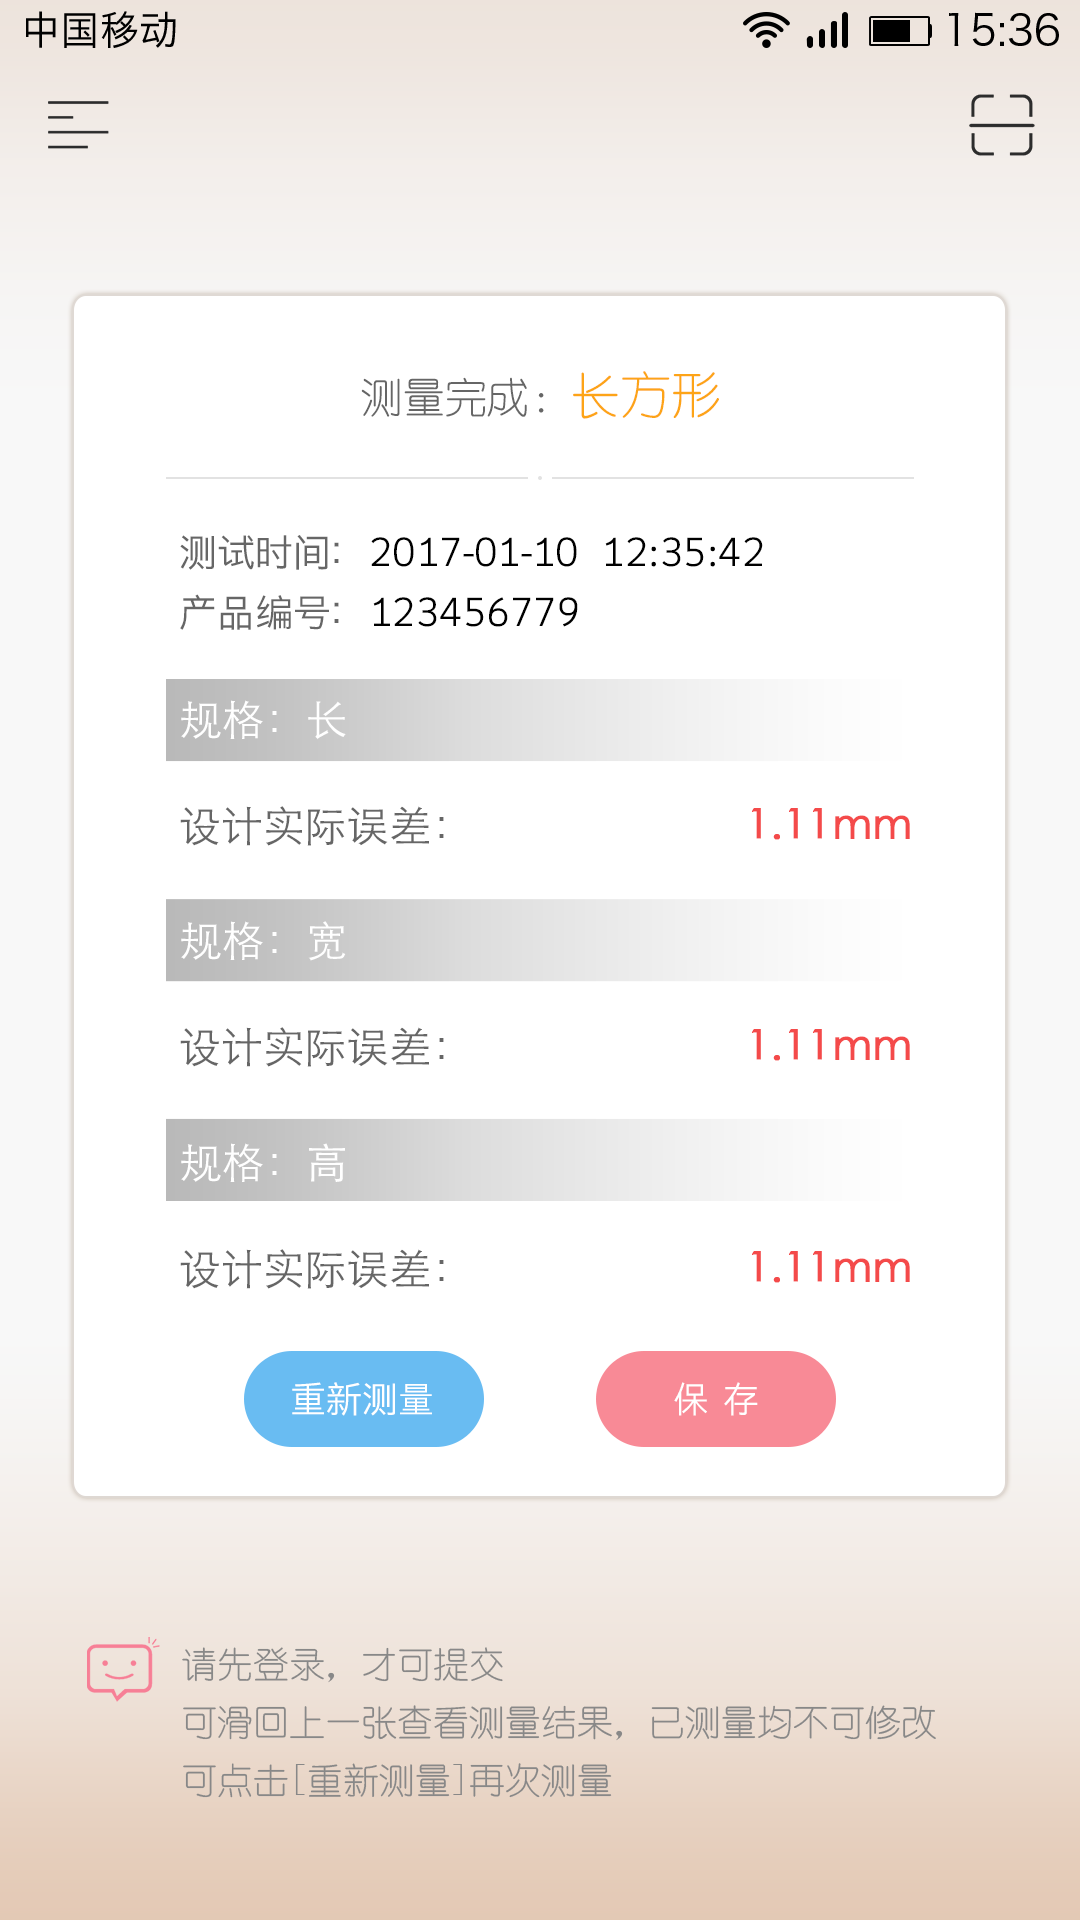 中国移动 15:36
测量完成：长方形
测试时间：2017-01-10 12:35:42
产品编号：123456779
规格：长
设计实际误差： 1.11mm
规格：宽
设计实际误差： 1.11mm
规格：高
设计实际误差： 1.11mm
重新测量 保 存
请先登录，才可提交
可滑回上一张查看测量结果，已测量均不可修改
可点击[重新测量]再次测量